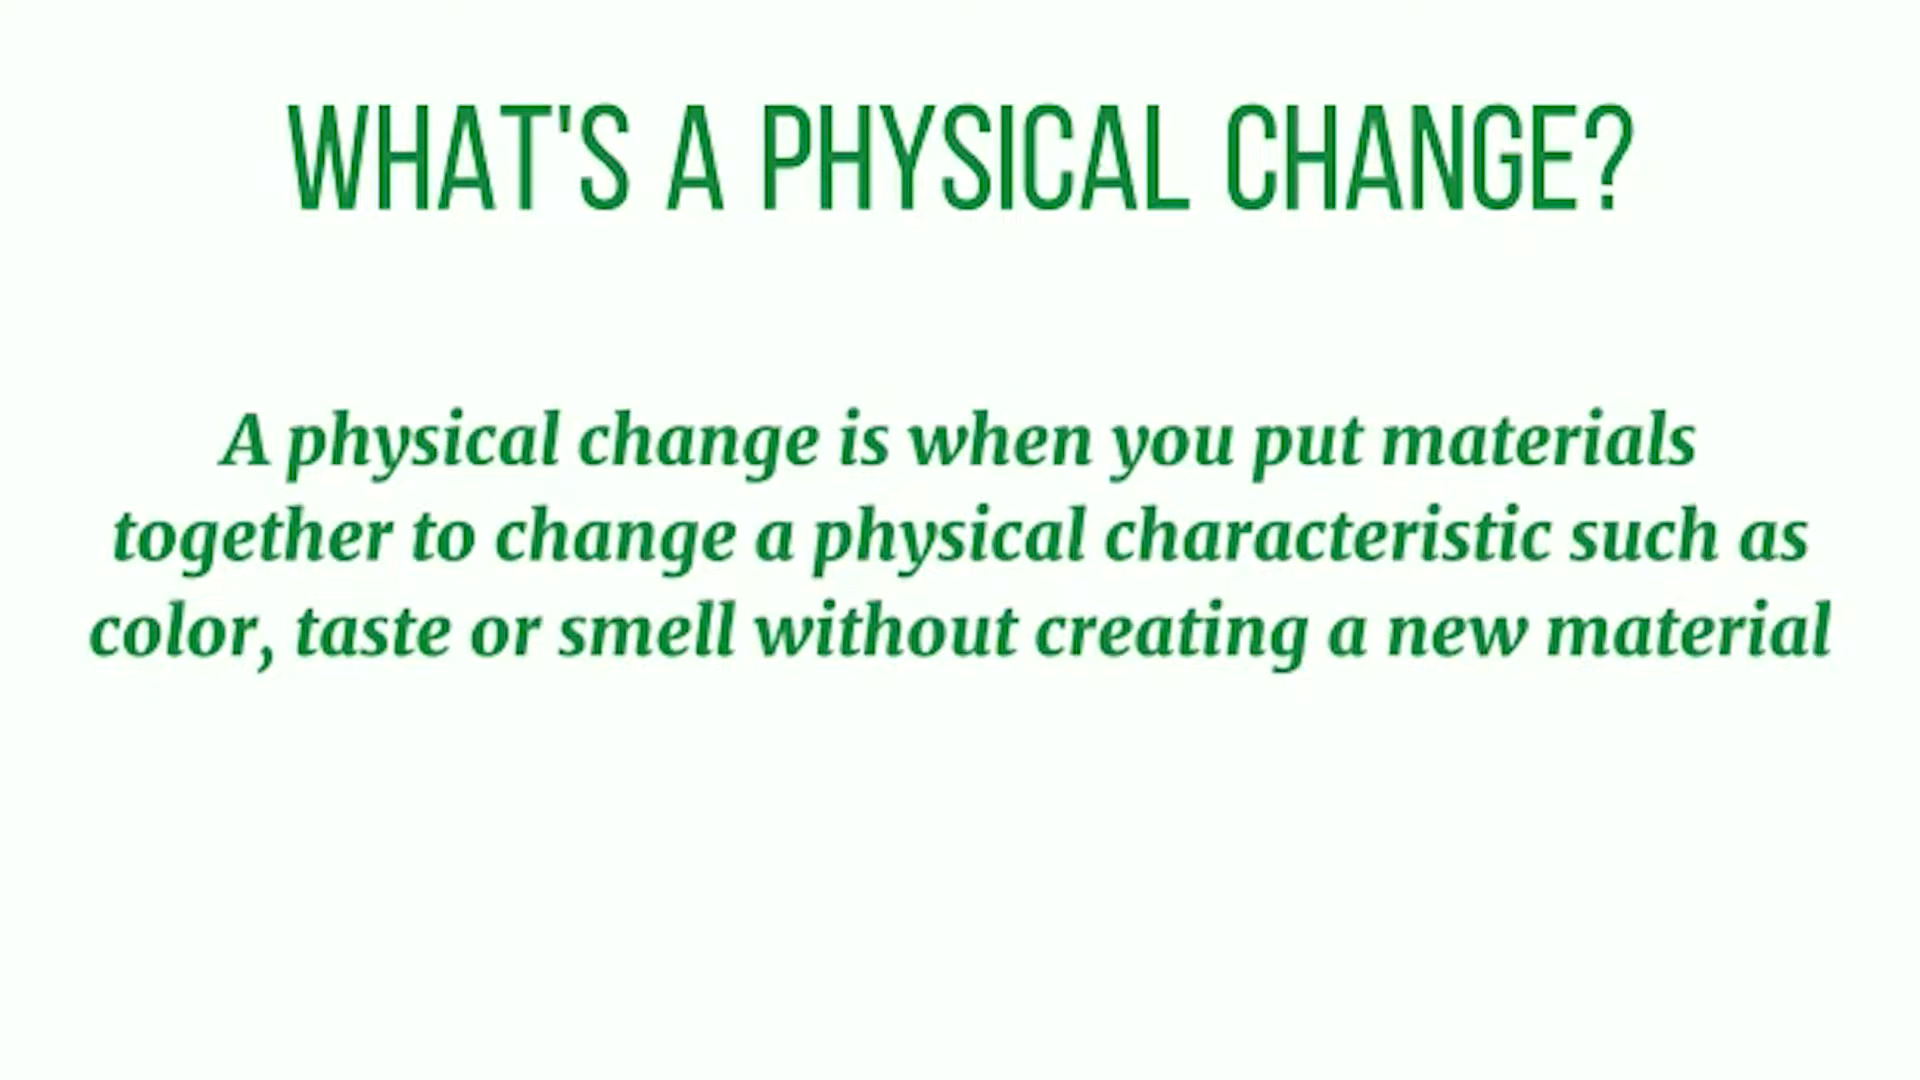 WHAT'S A PHYSICAL CHANGE?
A physical change is when you put materials
together to change a physical characteristic such as
color, taste or smell without creating a new material